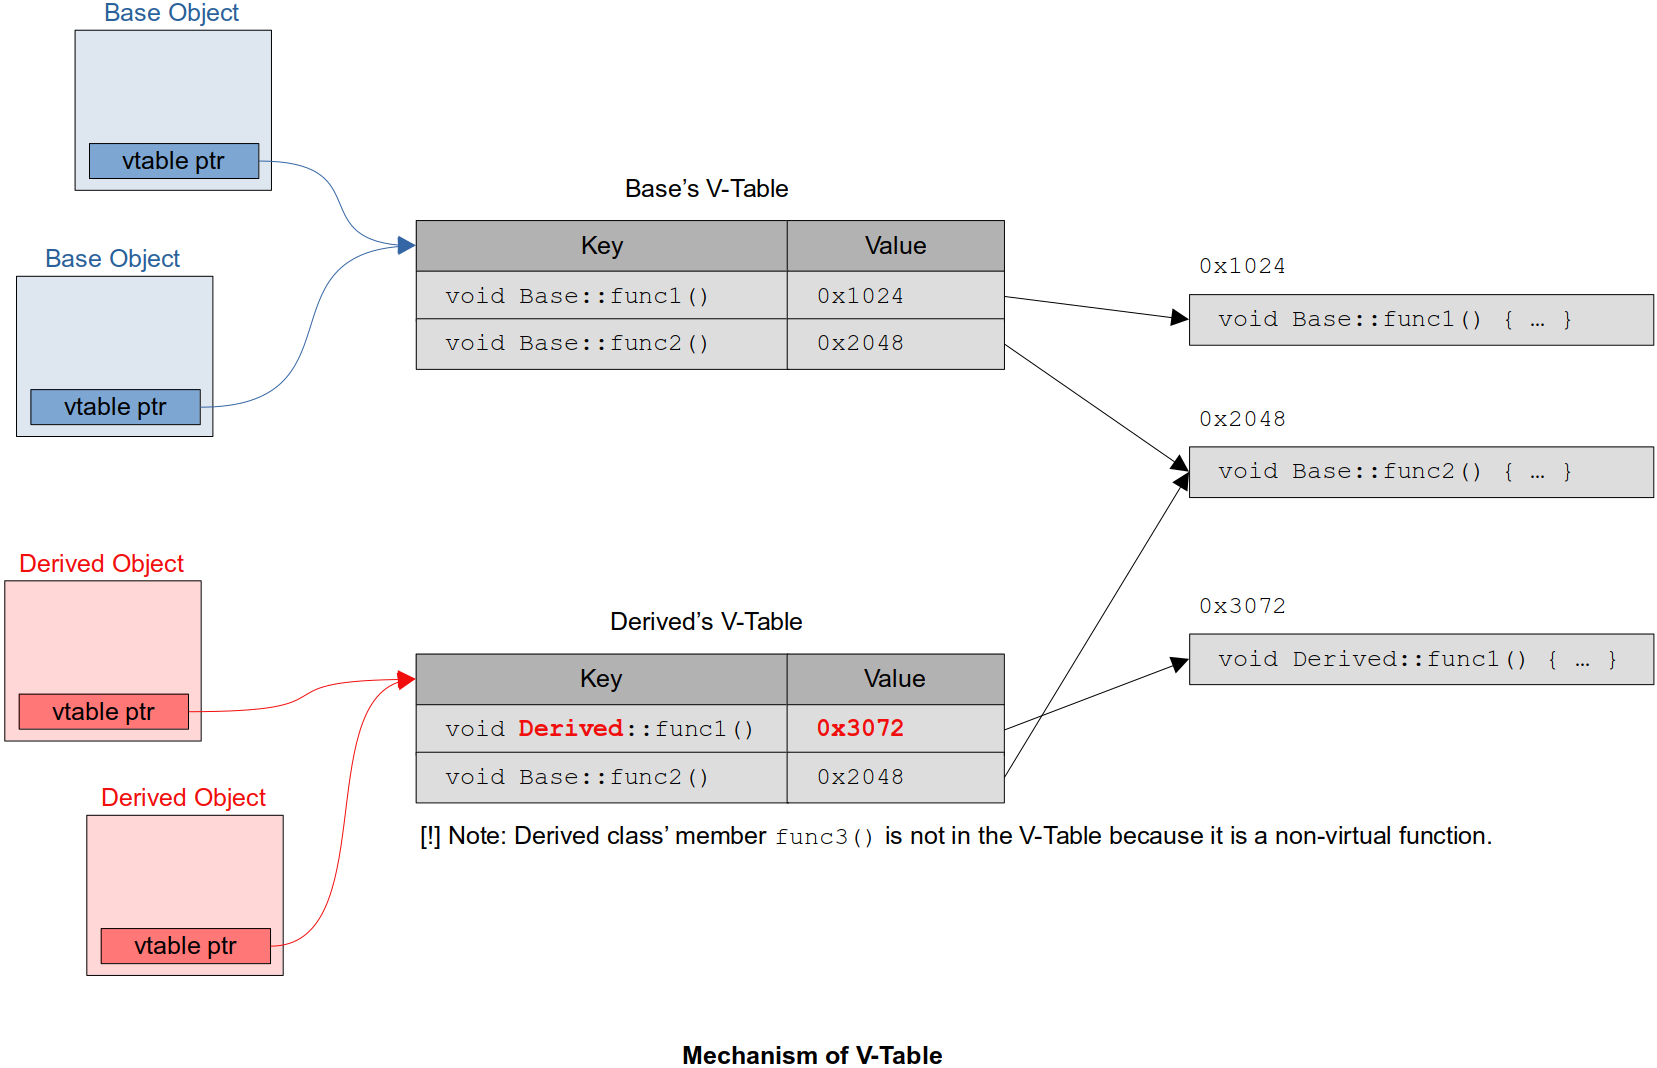 Base Object
vtable ptr
Base Object
vtable ptr
Base’s V-Table
Key Value
void Base::func1() 0x1024
void Base::func2() 0x2048
0x1024
void Base::func1() { … }
0x2048
void Base::func2() { … }
Derived Object
vtable ptr
Derived Object
vtable ptr
Derived’s V-Table
Key Value
void Derived::func1() 0x3072
void Base::func2() 0x2048
0x3072
void Derived::func1() { … }
[!] Note: Derived class’ member func3() is not in the V-Table because it is a non-virtual function.
Mechanism of V-Table